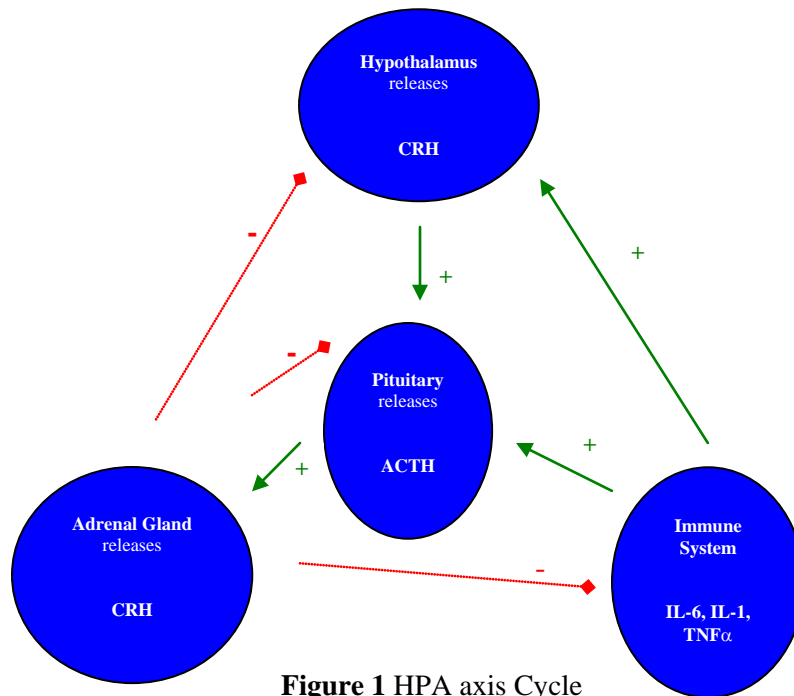 Hypothalamus
releases
CRH
-
+
+
-
Pituitary
releases
ACTH
+
+
Adrenal Gland
releases
CRH
-
Immune
System
IL-6, IL-1,
TNFα
Figure 1 HPA axis Cycle